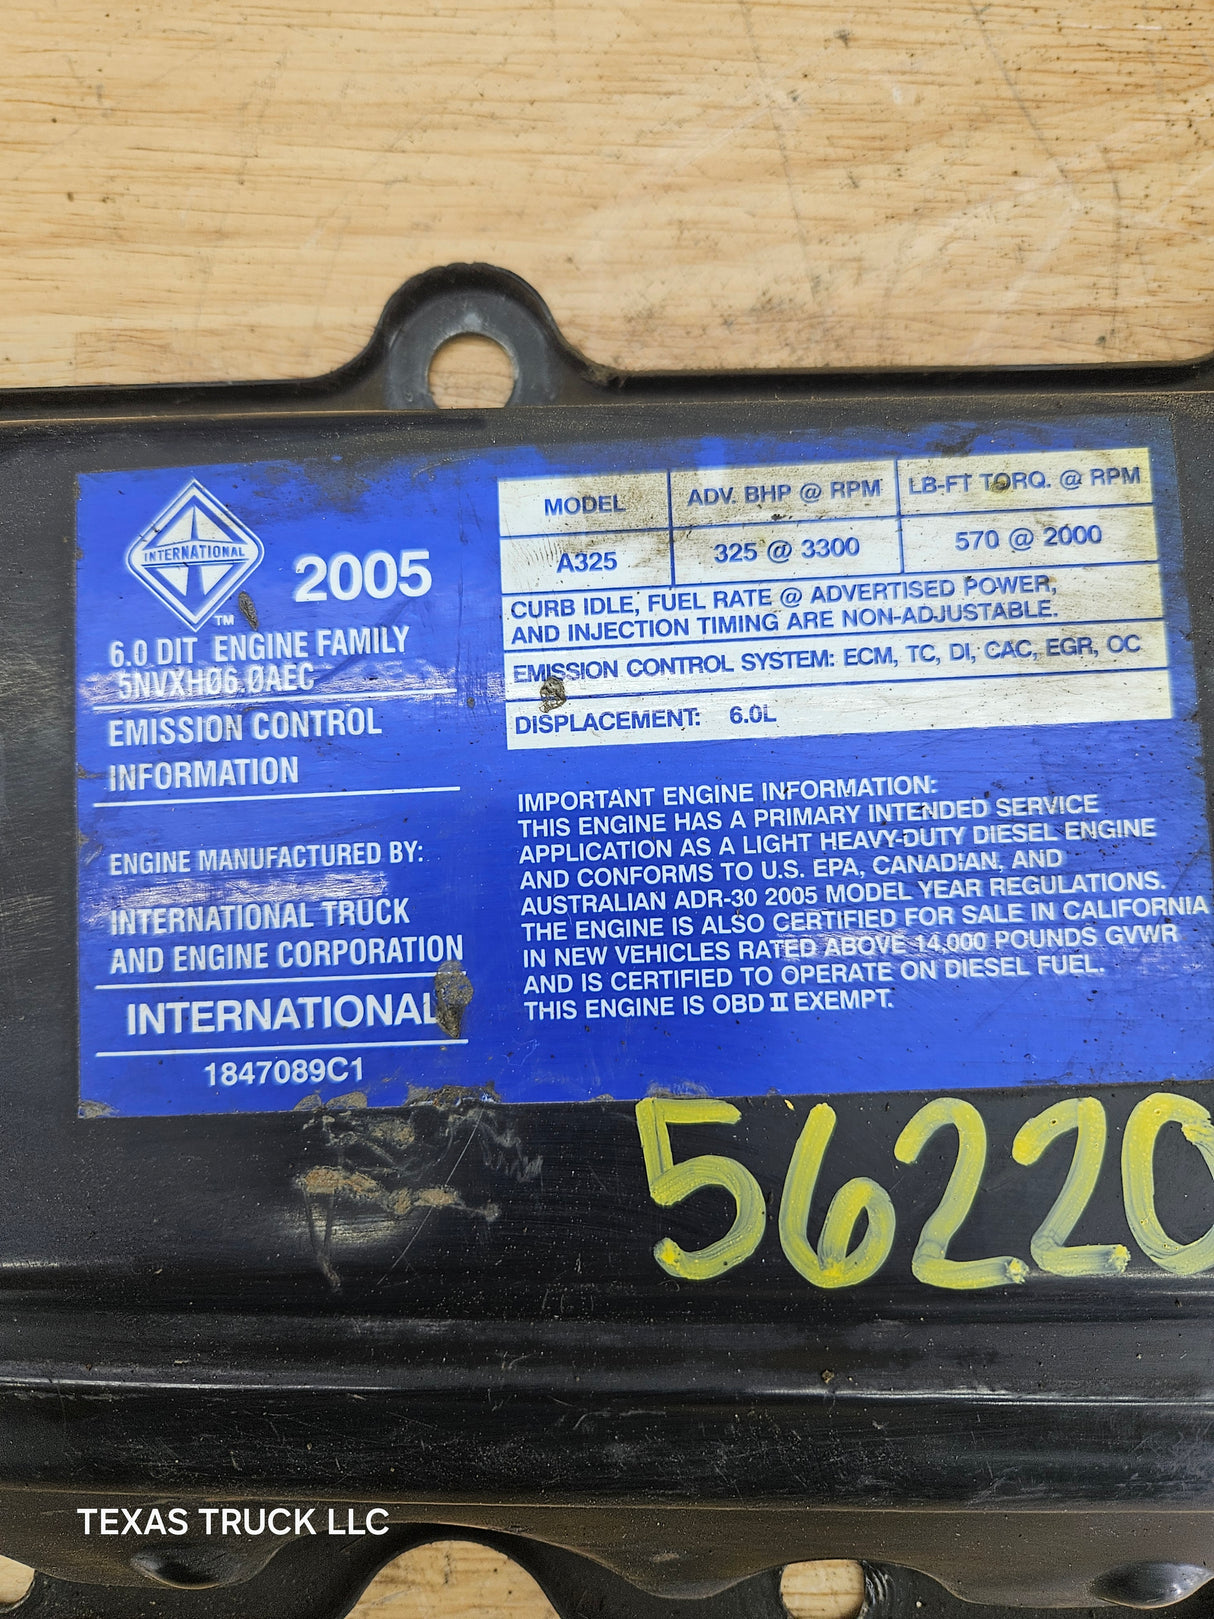 INTERNATIONAL
TM
2005
6.0 DIT ENGINE FAMILY
5NVXHØ6.ØAEC
EMISSION CONTROL
INFORMATION
ENGINE MANUFACTURED BY:
INTERNATIONAL TRUCK
AND ENGINE CORPORATION
INTERNATIONAL
1847089C1
MODEL ADV. BHP @ RPM LB-FT TORQ. @ RPM
A325 325 @ 3300 570 @ 2000
CURB IDLE, FUEL RATE @ ADVERTISED POWER,
AND INJECTION TIMING ARE NON-ADJUSTABLE.
EMISSION CONTROL SYSTEM: ECM, TC, DI, CAC, EGR, OC
DISPLACEMENT: 6.0L
IMPORTANT ENGINE INFORMATION:
THIS ENGINE HAS A PRIMARY INTENDED SERVICE
APPLICATION AS A LIGHT HEAVY-DUTY DIESEL ENGINE
AND CONFORMS TO U.S. EPA, CANADIAN, AND
AUSTRALIAN ADR-30 2005 MODEL YEAR REGULATIONS.
THE ENGINE IS ALSO CERTIFIED FOR SALE IN CALIFORNIA
IN NEW VEHICLES RATED ABOVE 14,000 POUNDS GVWR
AND IS CERTIFIED TO OPERATE ON DIESEL FUEL.
THIS ENGINE IS OBD II EXEMPT.
56220
TEXAS TRUCK LLC